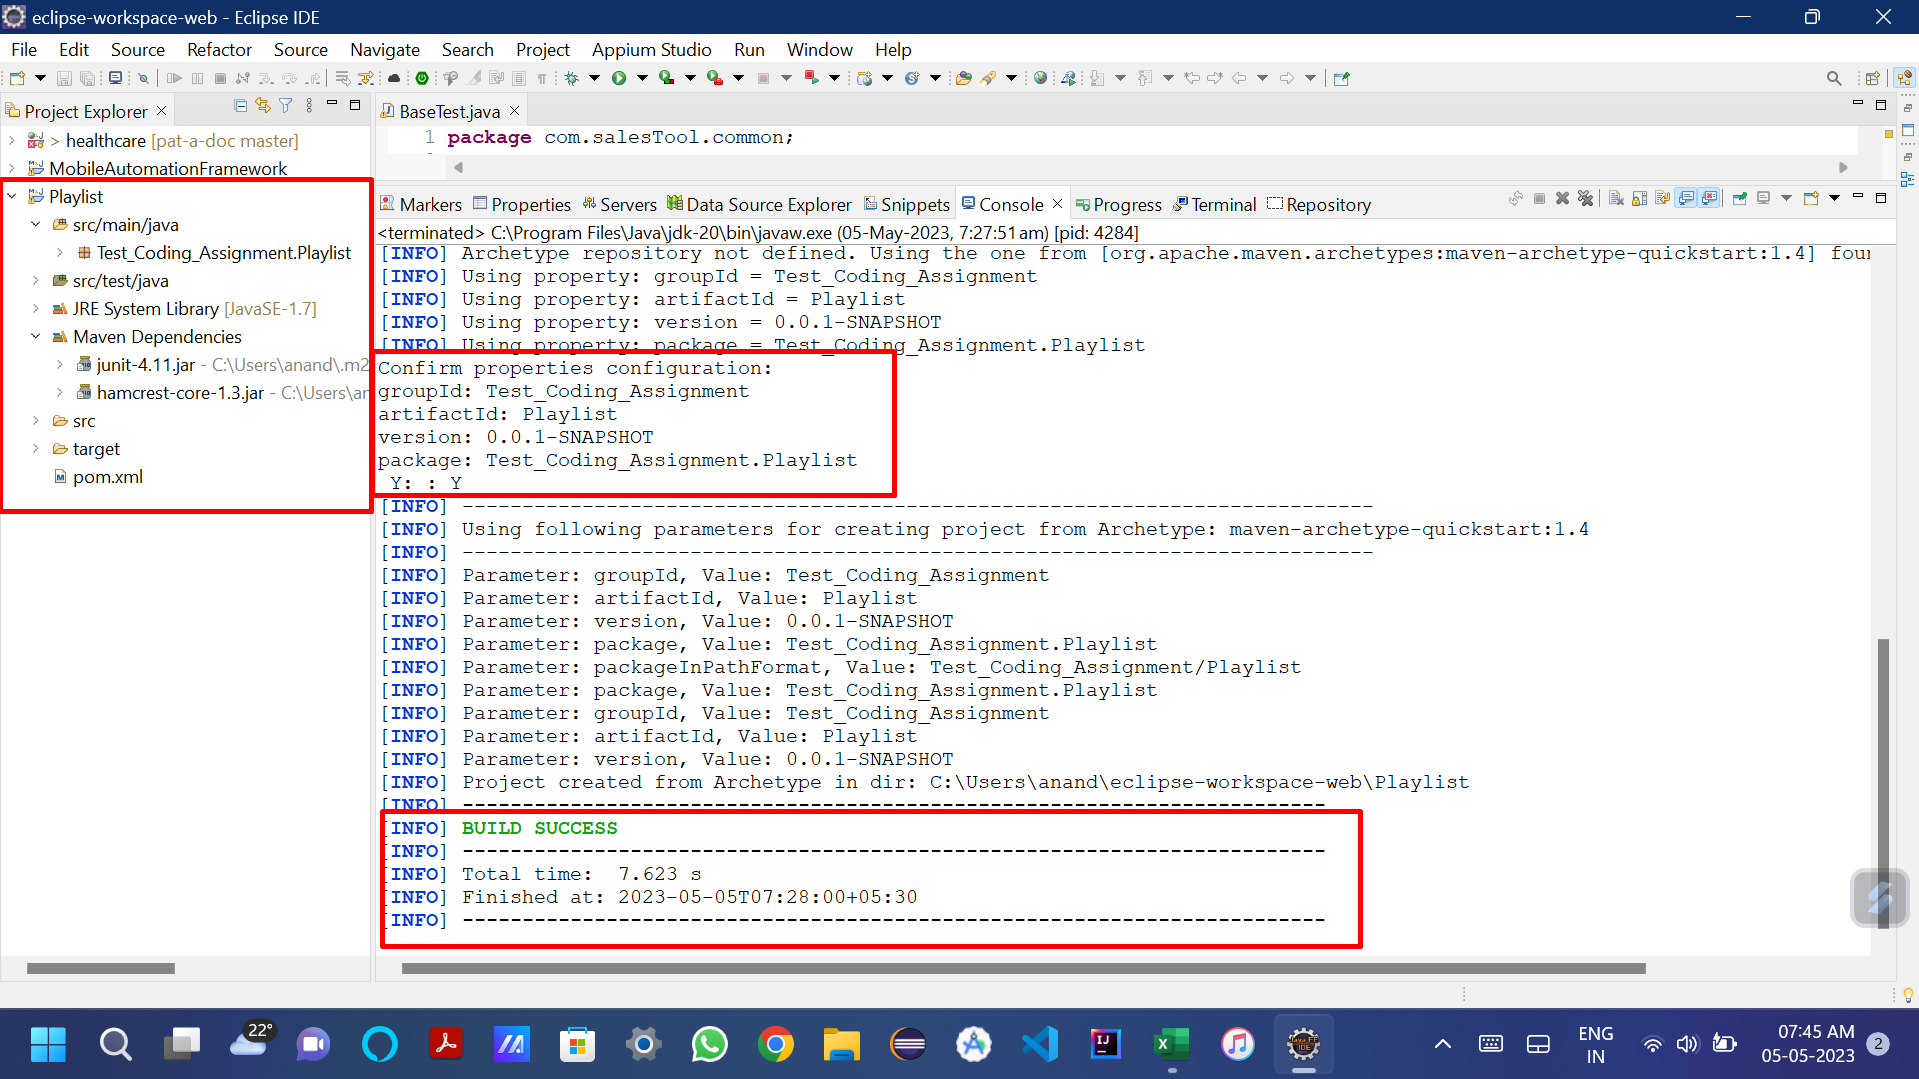 eclipse-workspace-web - Eclipse IDE
File Edit Source Refactor Source Navigate Search Project Appium Studio Run Window Help
Project Explorer
> healthcare [pat-a-doc master]
MobileAutomationFramework
Playlist
src/main/java
Test_Coding_Assignment.Playlist
src/test/java
JRE System Library [JavaSE-1.7]
Maven Dependencies
junit-4.11.jar - C:\Users\anand\.m2
hamcrest-core-1.3.jar - C:\Users\an
src
target
pom.xml
BaseTest.java
1 package com.salesTool.common;
Markers Properties Servers Data Source Explorer Snippets Console Progress Terminal Repository
<terminated> C:\Program Files\Java\jdk-20\bin\javaw.exe (05-May-2023, 7:27:51 am) [pid: 4284]
[INFO] Archetype repository not defined. Using the one from [org.apache.maven.archetypes:maven-archetype-quickstart:1.4] four
[INFO] Using property: groupId = Test_Coding_Assignment
[INFO] Using property: artifactId = Playlist
[INFO] Using property: version = 0.0.1-SNAPSHOT
[INFO] Using property: package = Test_Coding_Assignment.Playlist
Confirm properties configuration:
groupId: Test_Coding_Assignment
artifactId: Playlist
version: 0.0.1-SNAPSHOT
package: Test_Coding_Assignment.Playlist
Y: : Y
[INFO] ----------------------------------------------------------------------------
[INFO] Using following parameters for creating project from Archetype: maven-archetype-quickstart:1.4
[INFO] ----------------------------------------------------------------------------
[INFO] Parameter: groupId, Value: Test_Coding_Assignment
[INFO] Parameter: artifactId, Value: Playlist
[INFO] Parameter: version, Value: 0.0.1-SNAPSHOT
[INFO] Parameter: package, Value: Test_Coding_Assignment.Playlist
[INFO] Parameter: packageInPathFormat, Value: Test_Coding_Assignment/Playlist
[INFO] Parameter: package, Value: Test_Coding_Assignment.Playlist
[INFO] Parameter: groupId, Value: Test_Coding_Assignment
[INFO] Parameter: artifactId, Value: Playlist
[INFO] Parameter: version, Value: 0.0.1-SNAPSHOT
[INFO] Project created from Archetype in dir: C:\Users\anand\eclipse-workspace-web\Playlist
[INFO] ------------------------------------------------------------------------
[INFO] BUILD SUCCESS
[INFO] ------------------------------------------------------------------------
[INFO] Total time:  7.623 s
[INFO] Finished at: 2023-05-05T07:28:00+05:30
[INFO] ------------------------------------------------------------------------
22°
ENG
IN
07:45 AM
05-05-2023
2